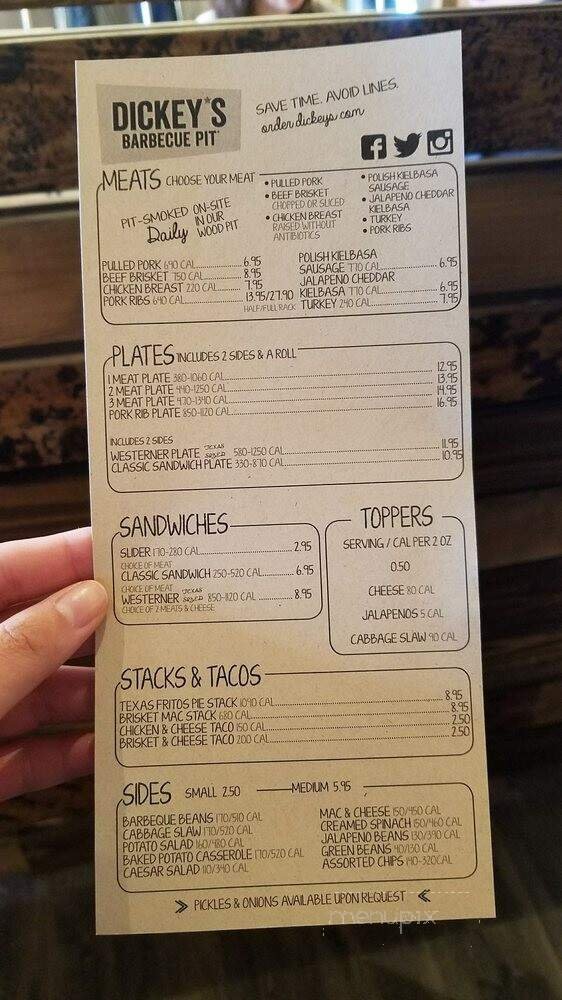 DICKEY'S
BARBECUE PIT
SAVE TIME. AVOID LINES.
order.dickeys.com
MEATS CHOOSE YOUR MEAT
PIT-SMOKED ON-SITE
Daily IN OUR
WOOD PIT
• PULLED PORK
• BEEF BRISKET
CHOPPED OR SLICED
• CHICKEN BREAST
RAISED WITHOUT
ANTIBIOTICS
• POLISH KIELBASA
SAUSAGE
• JALAPENO CHEDDAR
KIELBASA
• TURKEY
• PORK RIBS
PULLED PORK 640 CAL 6.95
BEEF BRISKET 750 CAL 8.95
CHICKEN BREAST 220 CAL 7.95
PORK RIBS 640 CAL 13.95/27.90
HALF/FULL RACK
POLISH KIELBASA
SAUSAGE 770 CAL 6.95
JALAPENO CHEDDAR
KIELBASA 770 CAL 6.95
TURKEY 240 CAL 7.95
PLATES INCLUDES 2 SIDES & A ROLL
1 MEAT PLATE 380-1060 CAL 12.95
2 MEAT PLATE 440-1250 CAL 13.95
3 MEAT PLATE 470-1340 CAL 14.95
PORK RIB PLATE 850-1120 CAL 16.95
INCLUDES 2 SIDES
WESTERNER PLATE TEXAS SIZED 580-1250 CAL 11.95
CLASSIC SANDWICH PLATE 330-870 CAL 10.95
SANDWICHES
SLIDER 170-280 CAL 2.95
CHOICE OF MEAT
CLASSIC SANDWICH 250-520 CAL 6.95
CHOICE OF MEAT
WESTERNER TEXAS SIZED 850-1120 CAL 8.95
CHOICE OF 2 MEATS & CHEESE
TOPPERS
SERVING / CAL PER 2 OZ
0.50
CHEESE 80 CAL
JALAPENOS 5 CAL
CABBAGE SLAW 90 CAL
STACKS & TACOS
TEXAS FRITOS PIE STACK 1090 CAL 8.95
BRISKET MAC STACK 680 CAL 8.95
CHICKEN & CHEESE TACO 150 CAL 2.50
BRISKET & CHEESE TACO 200 CAL 2.50
SIDES SMALL 2.50 MEDIUM 5.95
BARBEQUE BEANS 170/510 CAL
CABBAGE SLAW 170/520 CAL
POTATO SALAD 160/480 CAL
BAKED POTATO CASSEROLE 170/520 CAL
CAESAR SALAD 110/340 CAL
MAC & CHEESE 150/450 CAL
CREAMED SPINACH 150/460 CAL
JALAPENO BEANS 130/390 CAL
GREEN BEANS 40/130 CAL
ASSORTED CHIPS 140-320CAL
PICKLES & ONIONS AVAILABLE UPON REQUEST
menupix